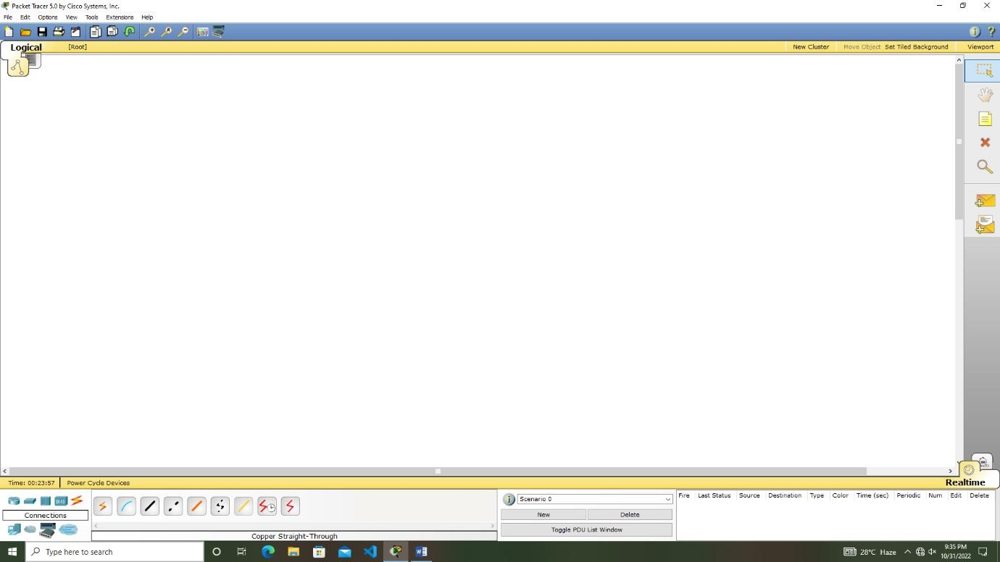 Packet Tracer 5.0 by Cisco Systems, Inc.
File Edit Options View Tools Extensions Help
Logical [Root] New Cluster Move Object Set Tiled Background Viewport
Time: 00:23:57 Power Cycle Devices Realtime
Connections
Copper Straight-Through
Scenario 0
New Delete
Toggle PDU List Window
Fire Last Status Source Destination Type Color Time (sec) Periodic Num Edit Delete
Type here to search
28°C Haze
9:35 PM
10/31/2022